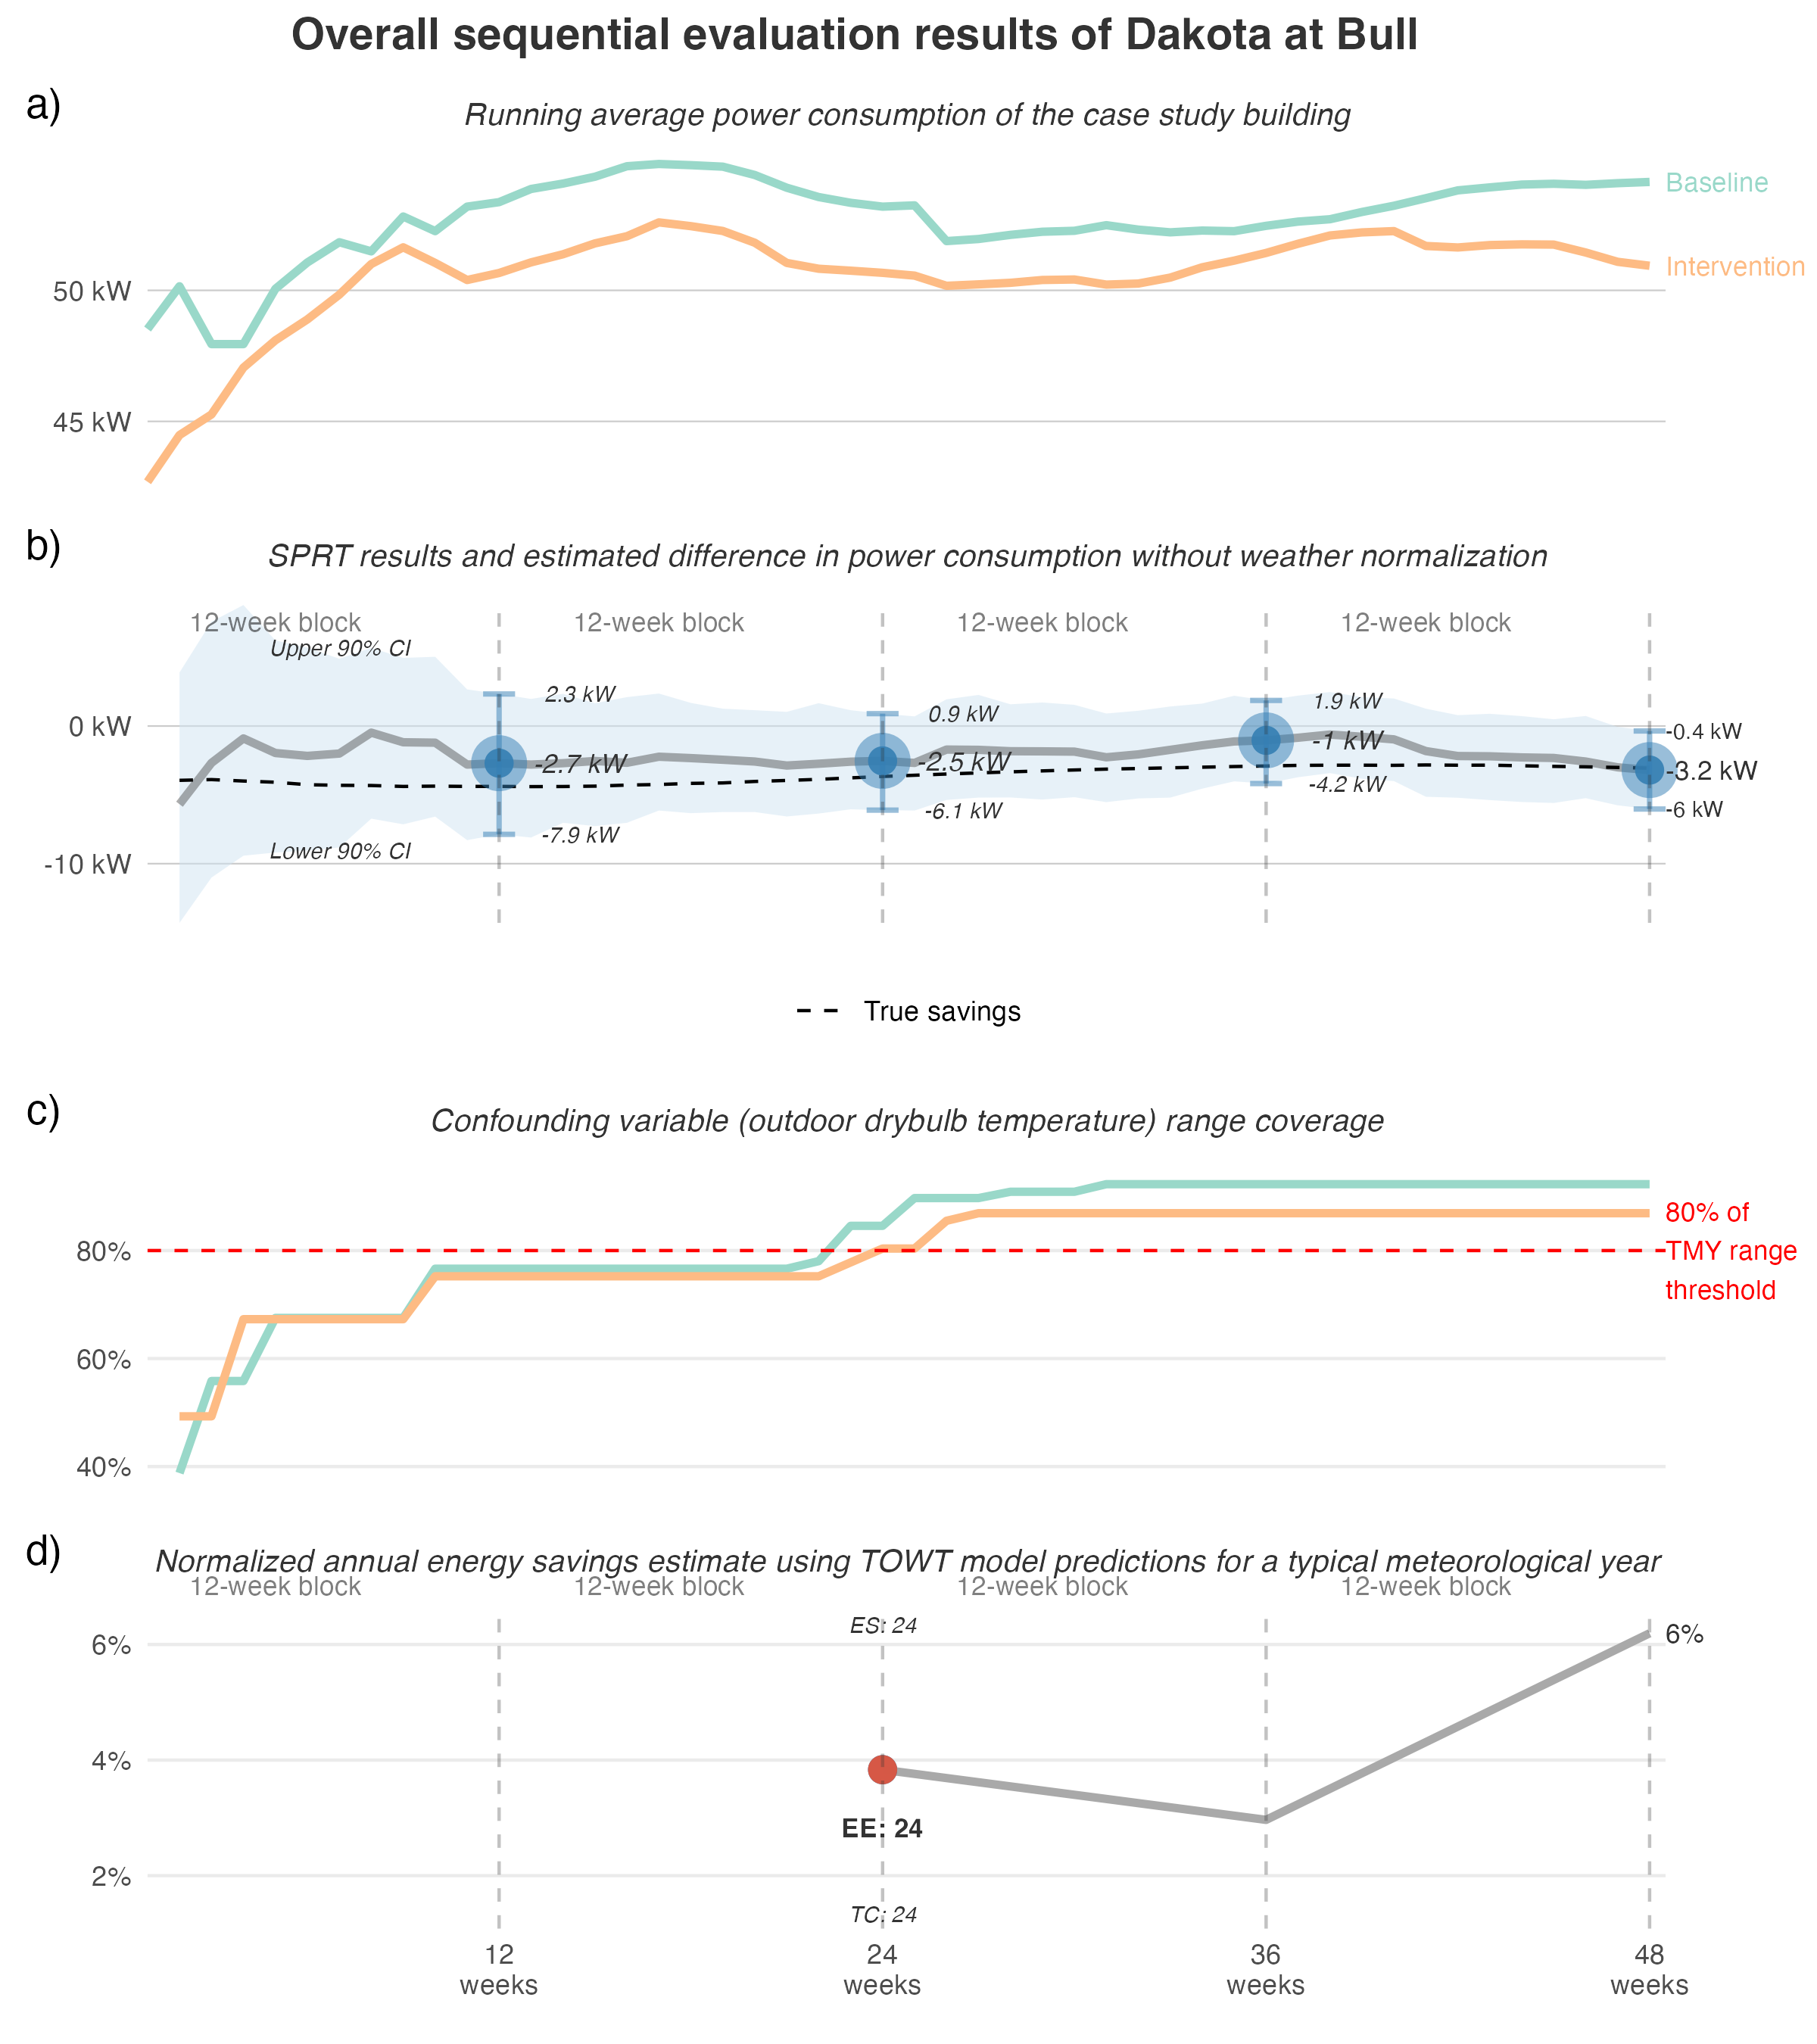 Overall sequential evaluation results of Dakota at Bull
a)
Running average power consumption of the case study building
Baseline
Intervention
50 kW
45 kW
b)
SPRT results and estimated difference in power consumption without weather normalization
12-week block 12-week block 12-week block 12-week block
Upper 90% CI
2.3 kW
0.9 kW
1.9 kW
0 kW
-0.4 kW
-2.7 kW
-2.5 kW
-1 kW
-3.2 kW
-4.2 kW
-6 kW
-6.1 kW
-7.9 kW
Lower 90% CI
-10 kW
True savings
c)
Confounding variable (outdoor drybulb temperature) range coverage
80% of
TMY range
threshold
80%
60%
40%
d)
Normalized annual energy savings estimate using TOWT model predictions for a typical meteorological year
12-week block 12-week block 12-week block 12-week block
ES: 24
6%
6%
4%
EE: 24
2%
TC: 24
12 24 36 48
weeks weeks weeks weeks